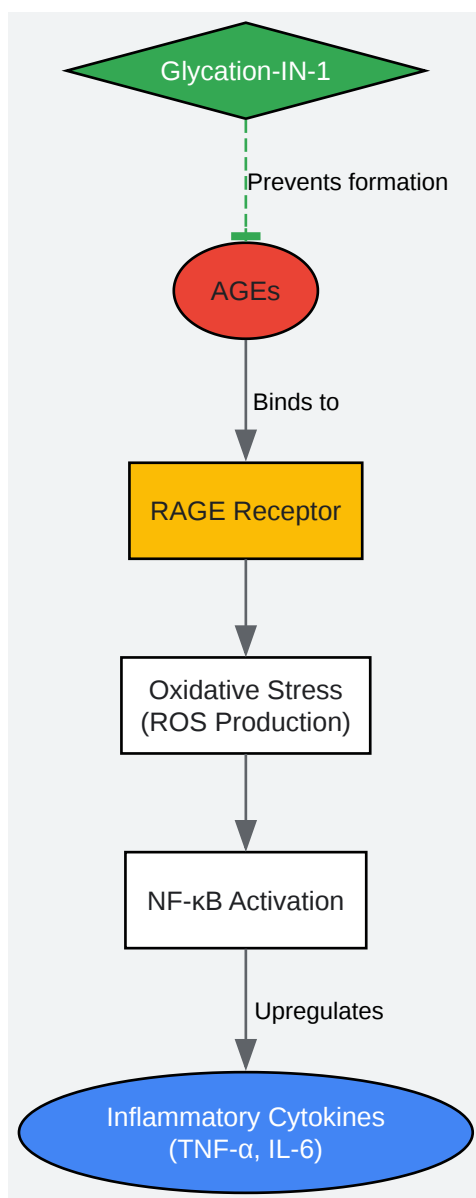 Glycation-IN-1
Prevents formation
AGEs
Binds to
RAGE Receptor
Oxidative Stress
(ROS Production)
NF-κB Activation
Upregulates
Inflammatory Cytokines
(TNF-α, IL-6)